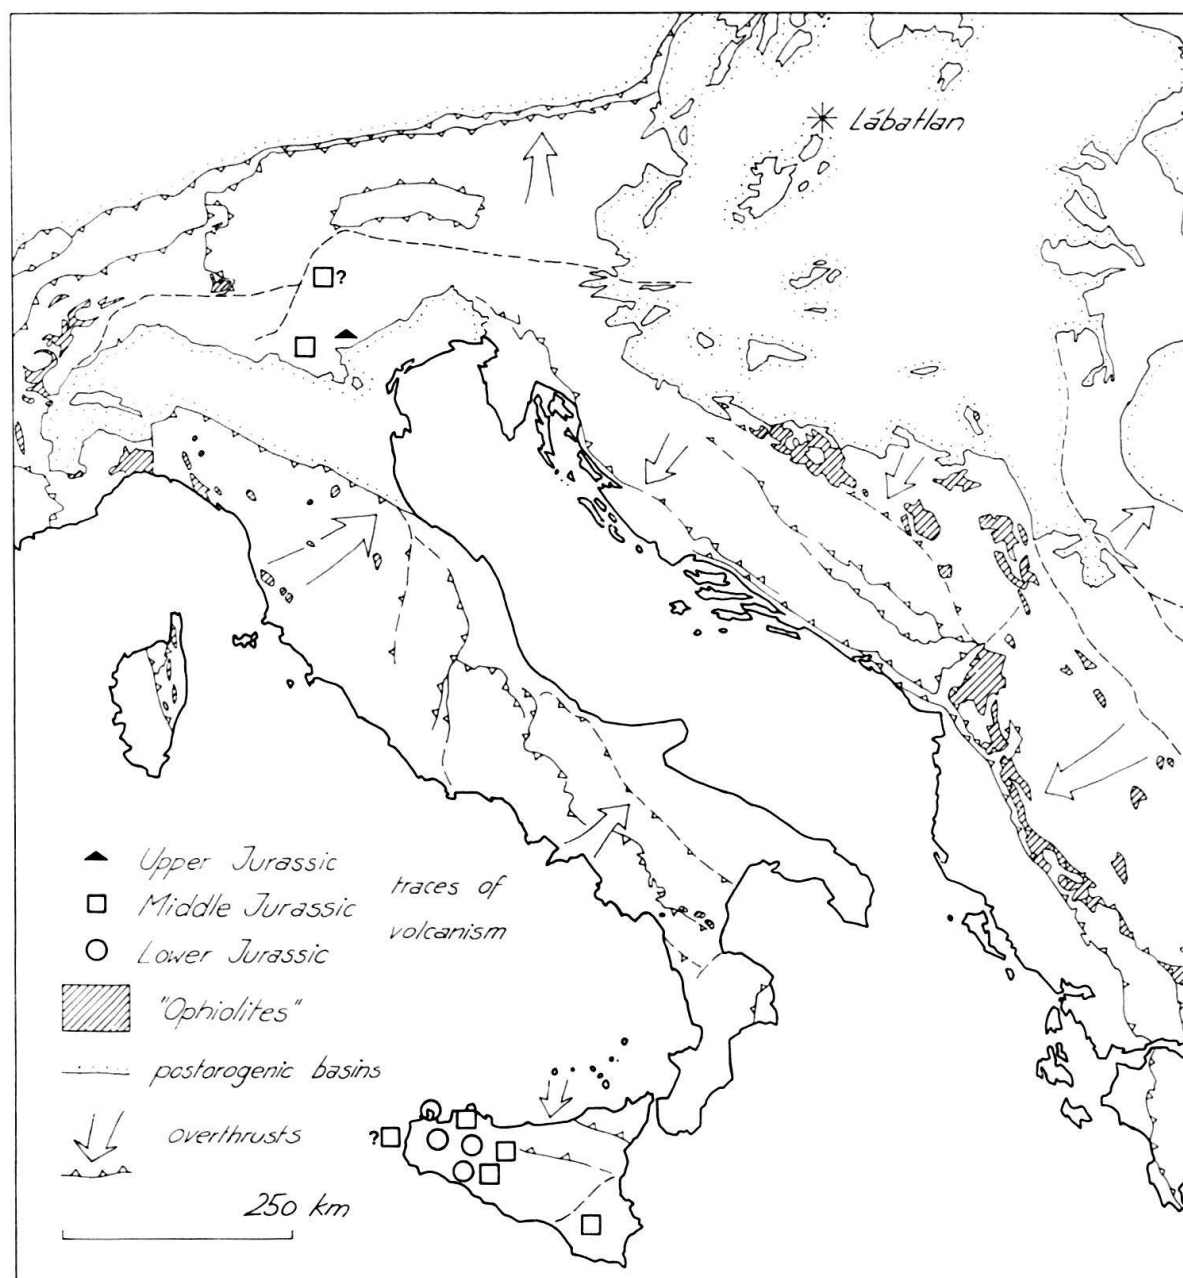 Lábatlan
?
Upper Jurassic
Middle Jurassic
Lower Jurassic
traces of
volcanism
"Ophiolites"
postorogenic basins
overthrusts
?
250 km